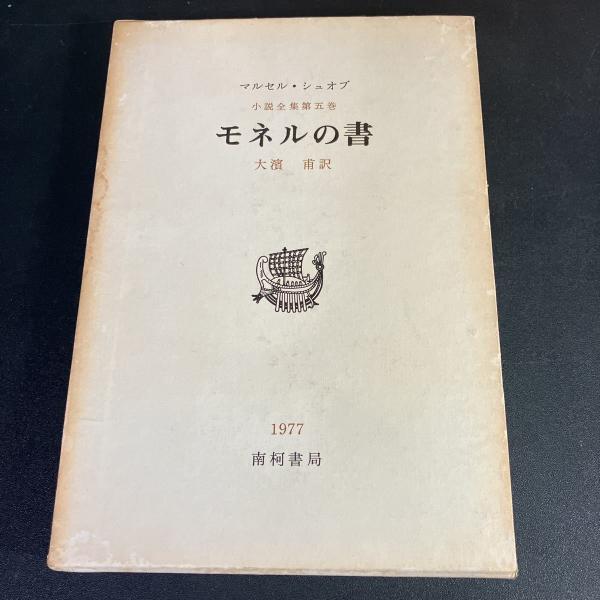 マルセル・シュオブ
小説全集第五巻
モネルの書
大濱 甫訳
1977
南柯書局